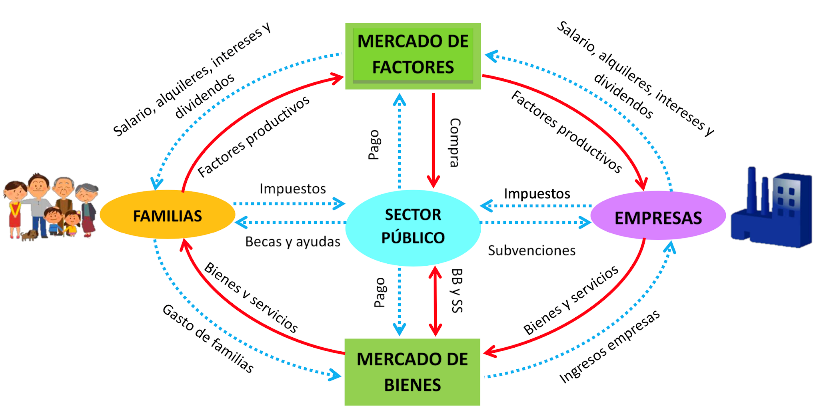 MERCADO DE
FACTORES
Salario, alquileres, intereses y
dividendos
Salario, alquileres, intereses y
dividendos
Factores productivos
Factores productivos
Pago
Compra
Impuestos
Impuestos
FAMILIAS
SECTOR
PÚBLICO
EMPRESAS
Becas y ayudas
Subvenciones
Bienes y servicios
Pago
BB y SS
Bienes y servicios
Gasto de familias
Ingresos empresas
MERCADO DE
BIENES